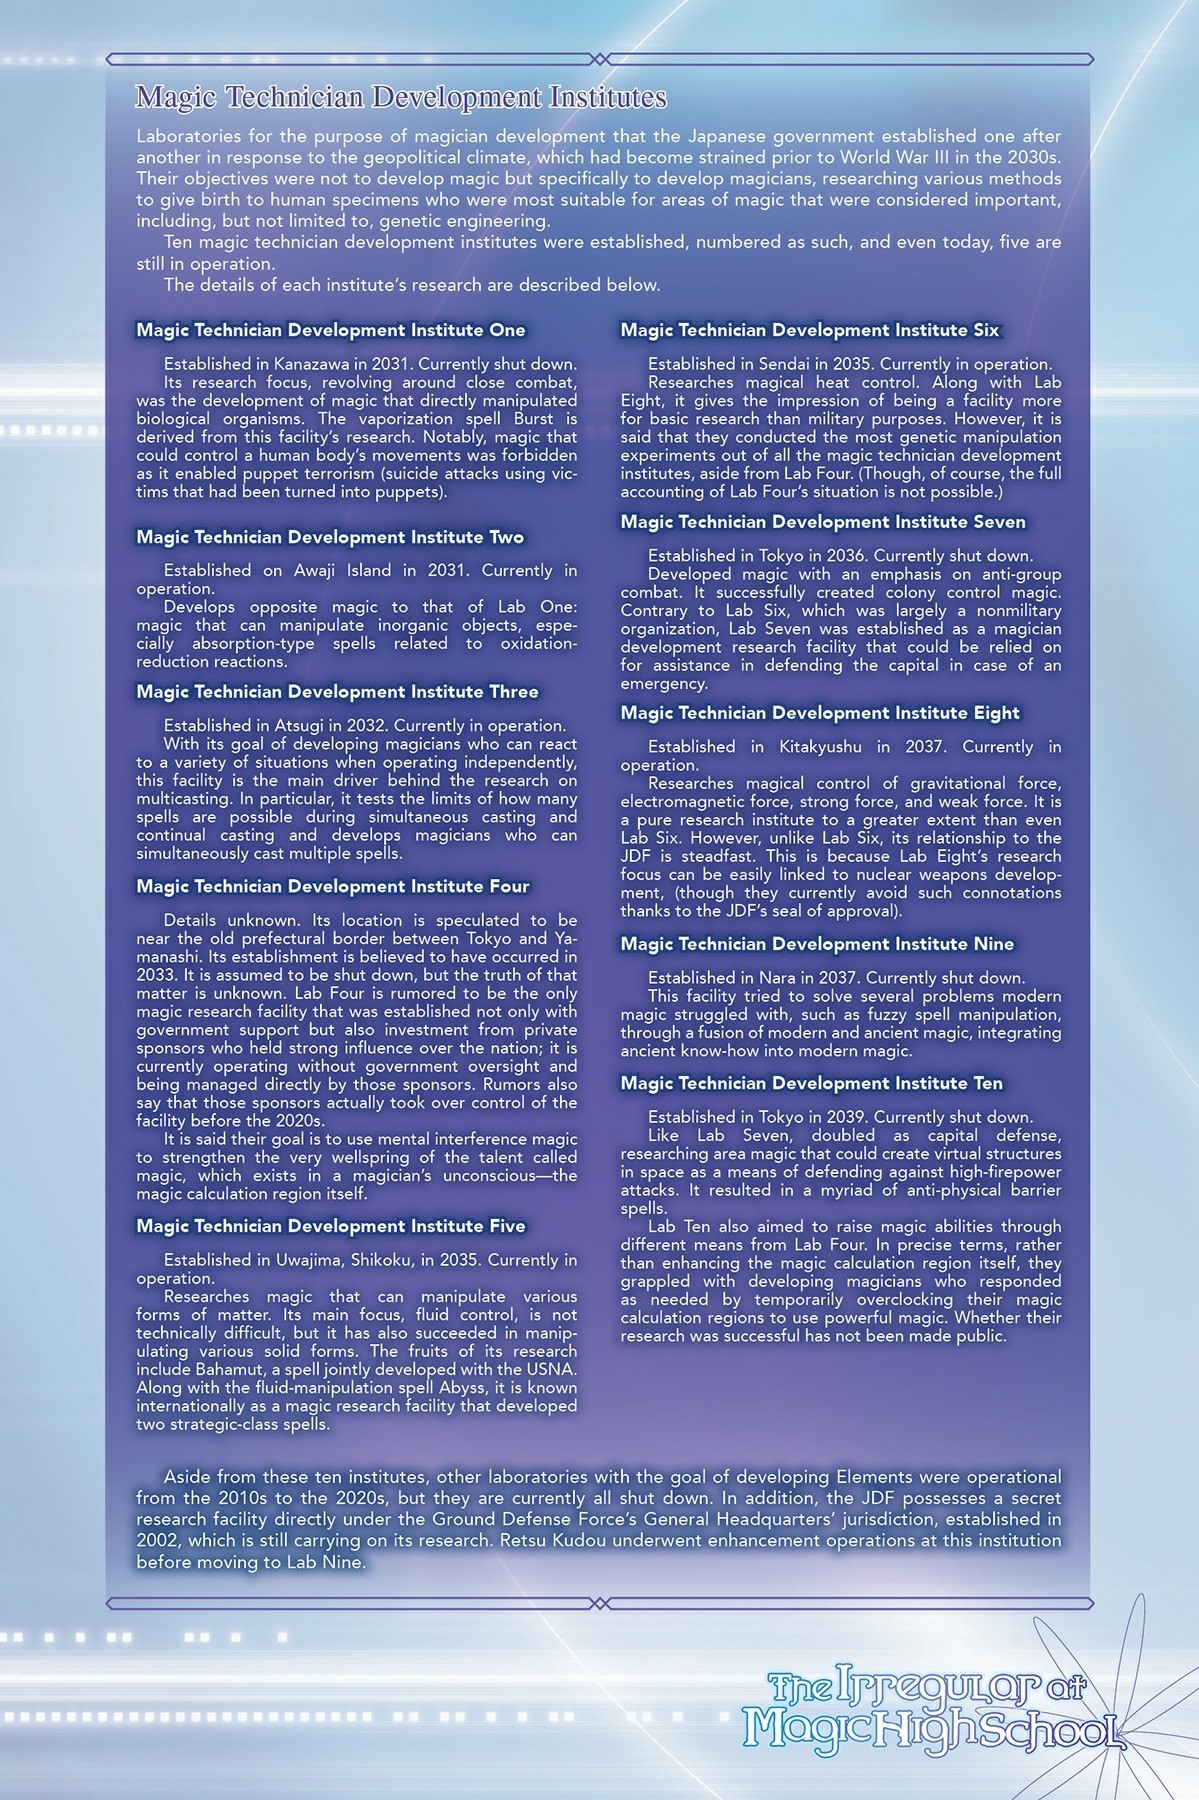 Magic Technician Development Institutes
Laboratories for the purpose of magician development that the Japanese government established one after
another in response to the geopolitical climate, which had become strained prior to World War III in the 2030s.
Their objectives were not to develop magic but specifically to develop magicians, researching various methods
to give birth to human specimens who were most suitable for areas of magic that were considered important,
including, but not limited to, genetic engineering.
Ten magic technician development institutes were established, numbered as such, and even today, five are
still in operation.
The details of each institute's research are described below.
Magic Technician Development Institute One
Established in Kanazawa in 2031. Currently shut down.
Its research focus, revolving around close combat,
was the development of magic that directly manipulated
biological organisms. The vaporization spell Burst is
derived from this facility's research. Notably, magic that
could control a human body's movements was forbidden
as it enabled puppet terrorism (suicide attacks using vic-
tims that had been turned into puppets).
Magic Technician Development Institute Two
Established on Awaji Island in 2031. Currently in
operation.
Develops opposite magic to that of Lab One:
magic that can manipulate inorganic objects, espe-
cially absorption-type spells related to oxidation-
reduction reactions.
Magic Technician Development Institute Three
Established in Atsugi in 2032. Currently in operation.
With its goal of developing magicians who can react
to a variety of situations when operating independently,
this facility is the main driver behind the research on
multicasting. In particular, it tests the limits of how many
spells are possible during simultaneous casting and
continual casting and develops magicians who can
simultaneously cast multiple spells.
Magic Technician Development Institute Four
Details unknown. Its location is speculated to be
near the old prefectural border between Tokyo and Ya-
manashi. Its establishment is believed to have occurred in
2033. It is assumed to be shut down, but the truth of that
matter is unknown. Lab Four is rumored to be the only
magic research facility that was established not only with
government support but also investment from private
sponsors who held strong influence over the nation; it is
currently operating without government oversight and
being managed directly by those sponsors. Rumors also
say that those sponsors actually took over control of the
facility before the 2020s.
It is said their goal is to use mental interference magic
to strengthen the very wellspring of the talent called
magic, which exists in a magician's unconscious—the
magic calculation region itself.
Magic Technician Development Institute Five
Established in Uwajima, Shikoku, in 2035. Currently in
operation.
Researches magic that can manipulate various
forms of matter. Its main focus, fluid control, is not
technically difficult, but it has also succeeded in manip-
ulating various solid forms. The fruits of its research
include Bahamut, a spell jointly developed with the USNA.
Along with the fluid-manipulation spell Abyss, it is known
internationally as a magic research facility that developed
two strategic-class spells.
Magic Technician Development Institute Six
Established in Sendai in 2035. Currently in operation.
Researches magical heat control. Along with Lab
Eight, it gives the impression of being a facility more
for basic research than military purposes. However, it is
said that they conducted the most genetic manipulation
experiments out of all the magic technician development
institutes, aside from Lab Four. (Though, of course, the full
accounting of Lab Four's situation is not possible.)
Magic Technician Development Institute Seven
Established in Tokyo in 2036. Currently shut down.
Developed magic with an emphasis on anti-group
combat. It successfully created colony control magic.
Contrary to Lab Six, which was largely a nonmilitary
organization, Lab Seven was established as a magician
development research facility that could be relied on
for assistance in defending the capital in case of an
emergency.
Magic Technician Development Institute Eight
Established in Kitakyushu in 2037. Currently in
operation.
Researches magical control of gravitational force,
electromagnetic force, strong force, and weak force. It is
a pure research institute to a greater extent than even
Lab Six. However, unlike Lab Six, its relationship to the
JDF is steadfast. This is because Lab Eight's research
focus can be easily linked to nuclear weapons develop-
ment, (though they currently avoid such connotations
thanks to the JDF's seal of approval).
Magic Technician Development Institute Nine
Established in Nara in 2037. Currently shut down.
This facility tried to solve several problems modern
magic struggled with, such as fuzzy spell manipulation,
through a fusion of modern and ancient magic, integrating
ancient know-how into modern magic.
Magic Technician Development Institute Ten
Established in Tokyo in 2039. Currently shut down.
Like Lab Seven, doubled as capital defense,
researching area magic that could create virtual structures
in space as a means of defending against high-firepower
attacks. It resulted in a myriad of anti-physical barrier
spells.
Lab Ten also aimed to raise magic abilities through
different means from Lab Four. In precise terms, rather
than enhancing the magic calculation region itself, they
grappled with developing magicians who responded
as needed by temporarily overclocking their magic
calculation regions to use powerful magic. Whether their
research was successful has not been made public.
Aside from these ten institutes, other laboratories with the goal of developing Elements were operational
from the 2010s to the 2020s, but they are currently all shut down. In addition, the JDF possesses a secret
research facility directly under the Ground Defense Force's General Headquarters' jurisdiction, established in
2002, which is still carrying on its research. Retsu Kudou underwent enhancement operations at this institution
before moving to Lab Nine.
The Irregular at
Magic High School